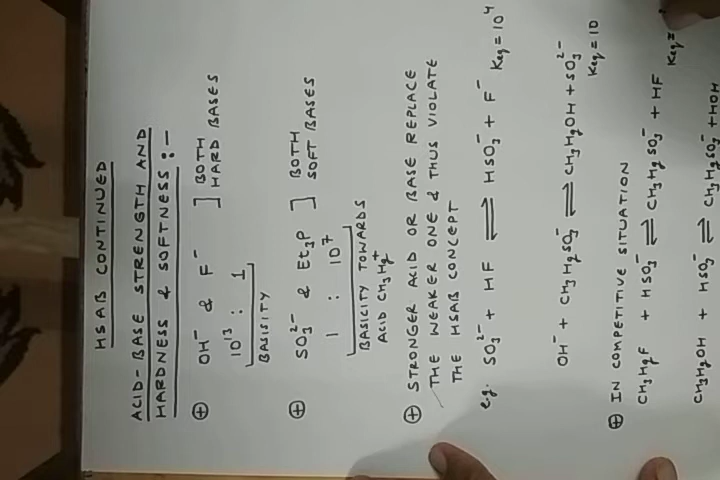 HSAB CONTINUED
ACID-BASE STRENGTH AND
HARDNESS & SOFTNESS :-
⊕ OH⁻ & F⁻ ] BOTH HARD BASES
10¹³ : 1
BASISITY
⊕ SO₃²⁻ & Et₃P ] BOTH SOFT BASES
1 : 10⁷
BASICITY TOWARDS
ACID CH₃Hg⁺
⊕ STRONGER ACID OR BASE REPLACE
THE WEAKER ONE & THUS VIOLATE
THE HSAB CONCEPT
e.g. SO₃²⁻ + HF ⇌ HSO₃⁻ + F⁻ Keq = 10⁴
OH⁻ + CH₃HgSO₃⁻ ⇌ CH₃HgOH + SO₃²⁻
Keq = 10
⊕ IN COMPETITIVE SITUATION
CH₃HgF + HSO₃⁻ ⇌ CH₃HgSO₃⁻ + HF
Keq =
CH₃HgOH + HSO₃⁻ ⇌ CH₃HgSO₃⁻ + HOH